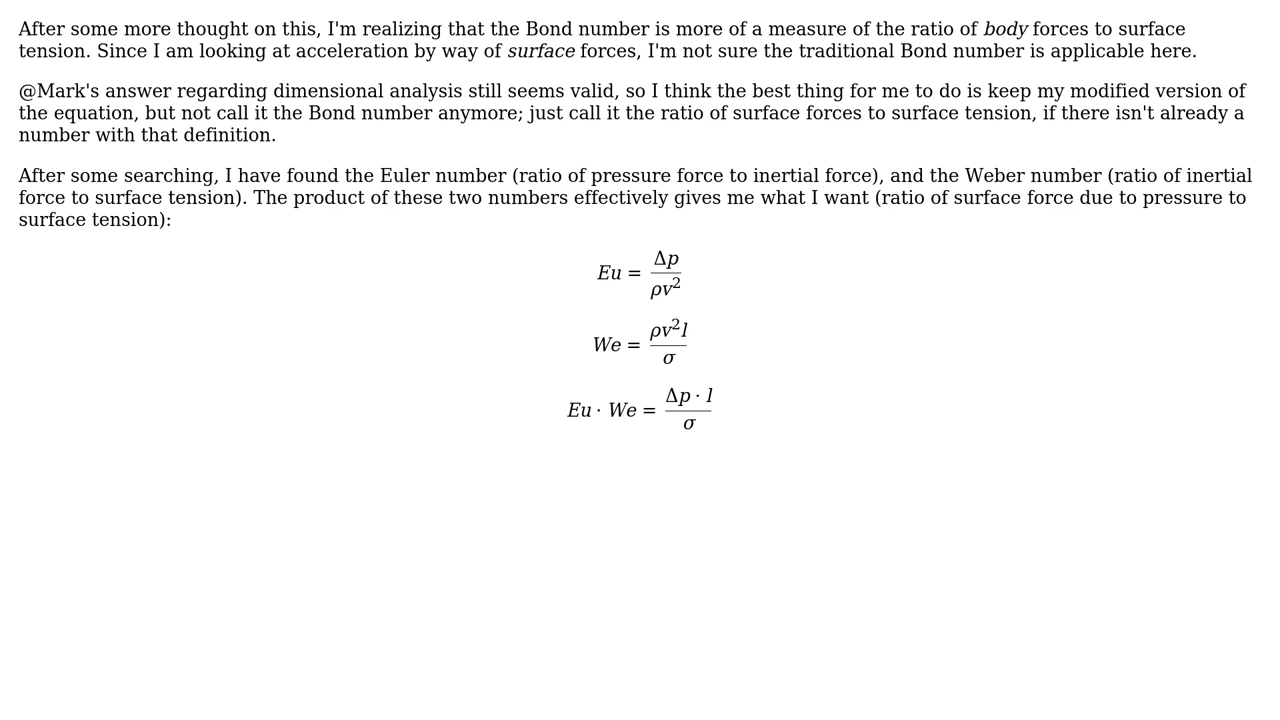 After some more thought on this, I'm realizing that the Bond number is more of a measure of the ratio of body forces to surface
tension. Since I am looking at acceleration by way of surface forces, I'm not sure the traditional Bond number is applicable here.
@Mark's answer regarding dimensional analysis still seems valid, so I think the best thing for me to do is keep my modified version of
the equation, but not call it the Bond number anymore; just call it the ratio of surface forces to surface tension, if there isn't already a
number with that definition.
After some searching, I have found the Euler number (ratio of pressure force to inertial force), and the Weber number (ratio of inertial
force to surface tension). The product of these two numbers effectively gives me what I want (ratio of surface force due to pressure to
surface tension):
Eu = Δp / ρv²
We = ρv²l / σ
Eu · We = Δp · l / σ